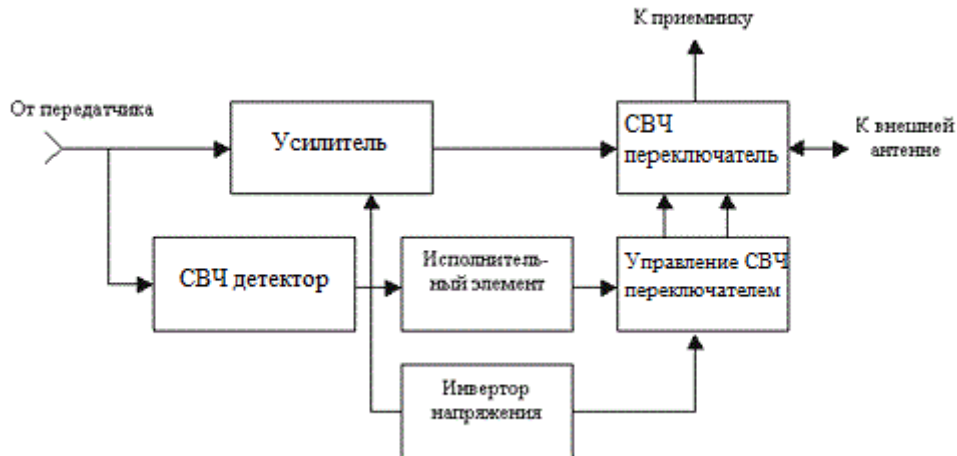 К приемнику
От передатчика
Усилитель
СВЧ
переключатель
К внешней
антенне
СВЧ детектор
Исполнитель-
ный элемент
Управление СВЧ
переключателем
Инвертор
напряжения